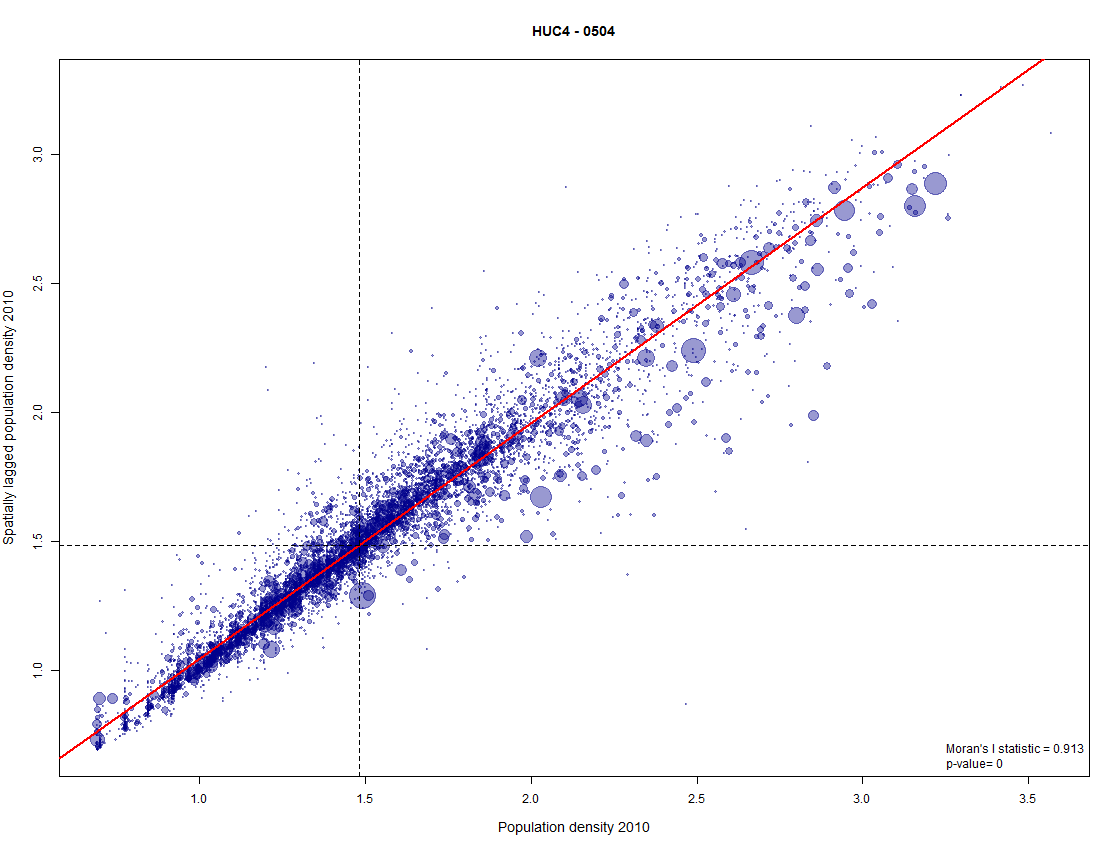 HUC4 - 0504
Spatially lagged population density 2010
3.0
2.5
2.0
1.5
1.0
Moran's I statistic = 0.913
p-value= 0
1.0 1.5 2.0 2.5 3.0 3.5
Population density 2010